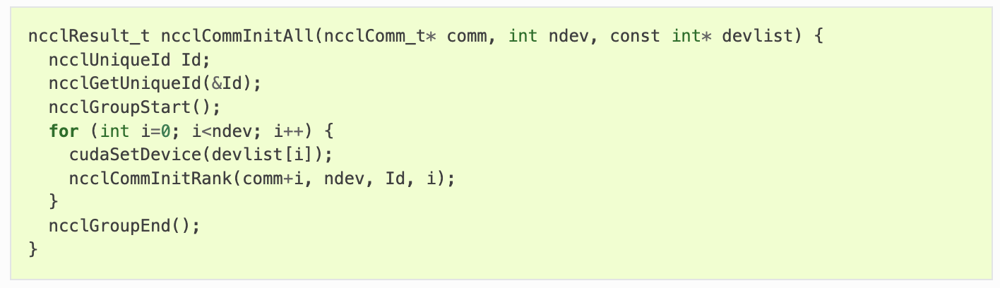 ncclResult_t ncclCommInitAll(ncclComm_t* comm, int ndev, const int* devlist) {
  ncclUniqueId Id;
  ncclGetUniqueId(&Id);
  ncclGroupStart();
  for (int i=0; i<ndev; i++) {
    cudaSetDevice(devlist[i]);
    ncclCommInitRank(comm+i, ndev, Id, i);
  }
  ncclGroupEnd();
}